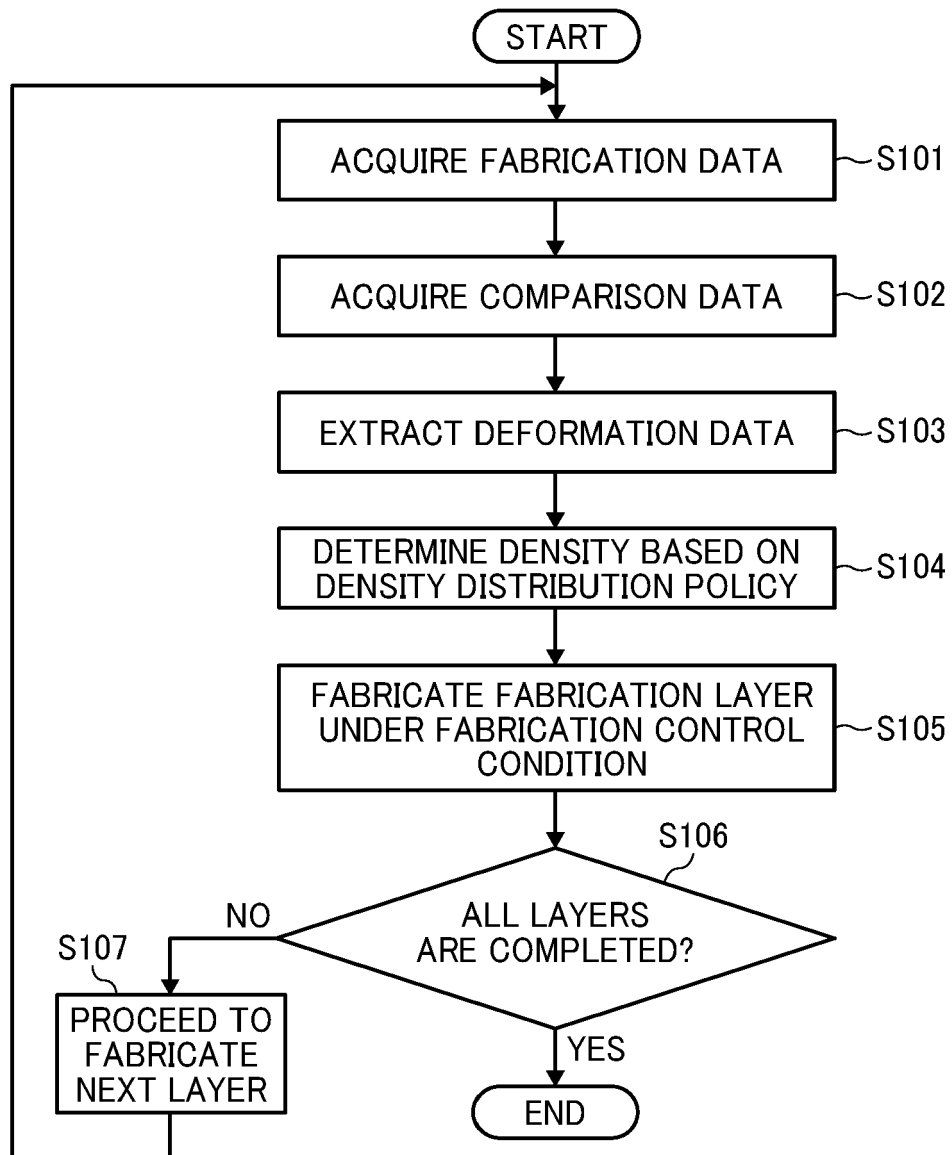 START
ACQUIRE FABRICATION DATA
S101
ACQUIRE COMPARISON DATA
S102
EXTRACT DEFORMATION DATA
S103
DETERMINE DENSITY BASED ON
DENSITY DISTRIBUTION POLICY
S104
FABRICATE FABRICATION LAYER
UNDER FABRICATION CONTROL
CONDITION
S105
S106
ALL LAYERS
ARE COMPLETED?
NO
S107
PROCEED TO
FABRICATE
NEXT LAYER
YES
END